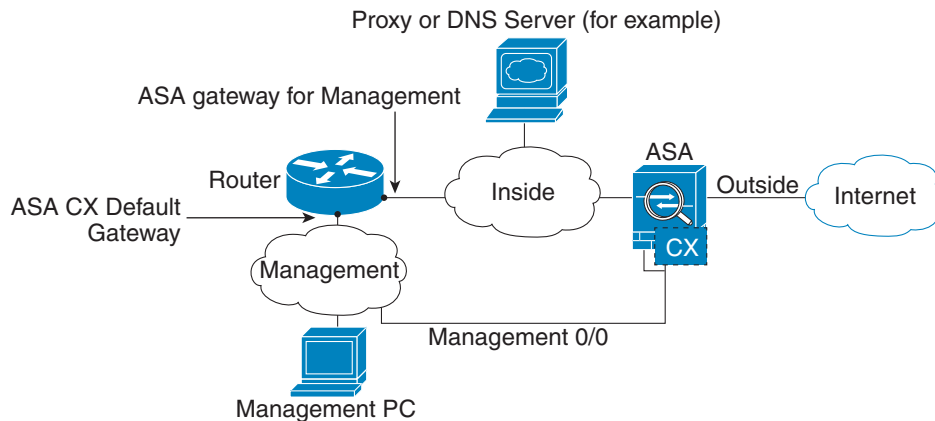 Proxy or DNS Server (for example)
ASA gateway for Management
ASA
Router
Inside
Outside
Internet
ASA CX Default
Gateway
CX
Management
Management 0/0
Management PC